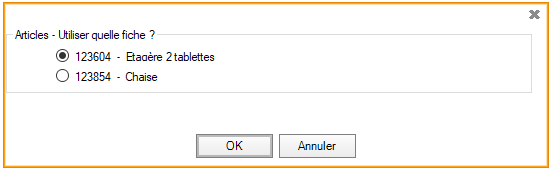 Articles - Utiliser quelle fiche ?
123604 - Etagère 2 tablettes
123854 - Chaise
OK Annuler